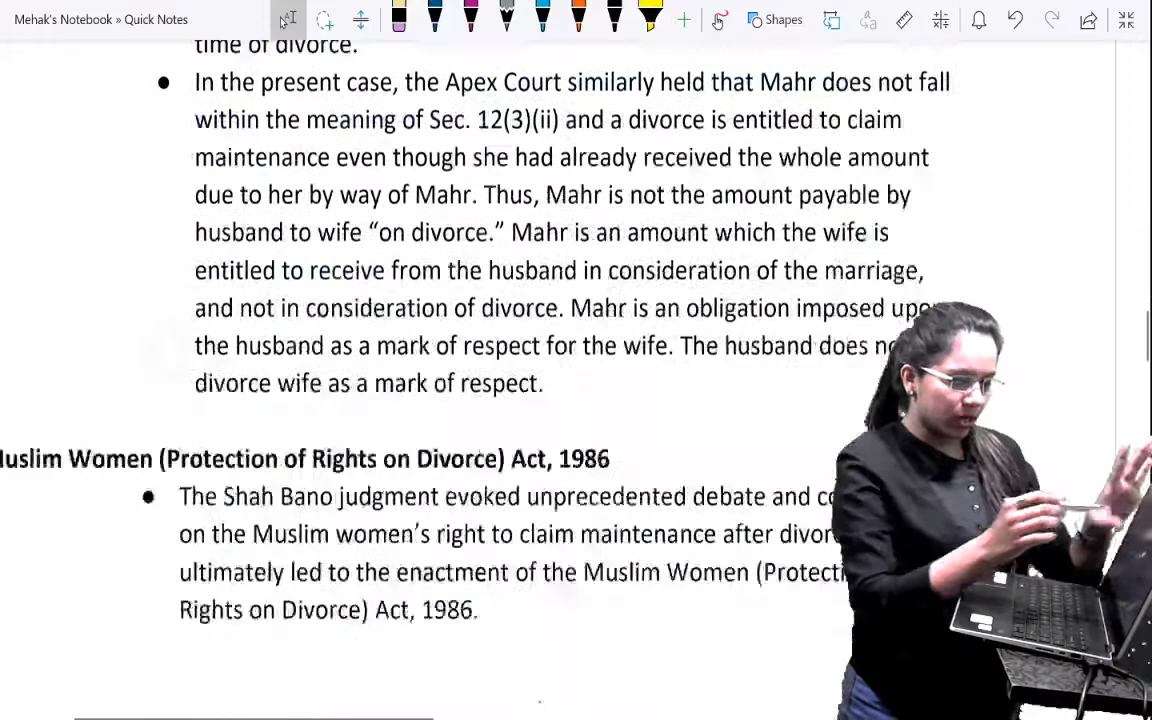 Mehak's Notebook » Quick Notes
Shapes
time of divorce.
● In the present case, the Apex Court similarly held that Mahr does not fall
within the meaning of Sec. 12(3)(ii) and a divorce is entitled to claim
maintenance even though she had already received the whole amount
due to her by way of Mahr. Thus, Mahr is not the amount payable by
husband to wife “on divorce.” Mahr is an amount which the wife is
entitled to receive from the husband in consideration of the marriage,
and not in consideration of divorce. Mahr is an obligation imposed
the husband as a mark of respect for the wife. The husband does
divorce wife as a mark of respect.
Women (Protection of Rights on Divorce) Act, 1986
● The Shah Bano judgment evoked unprecedented debate and
on the Muslim women’s right to claim maintenance after
ultimately led to the enactment of the Muslim Women
Rights on Divorce) Act, 1986.